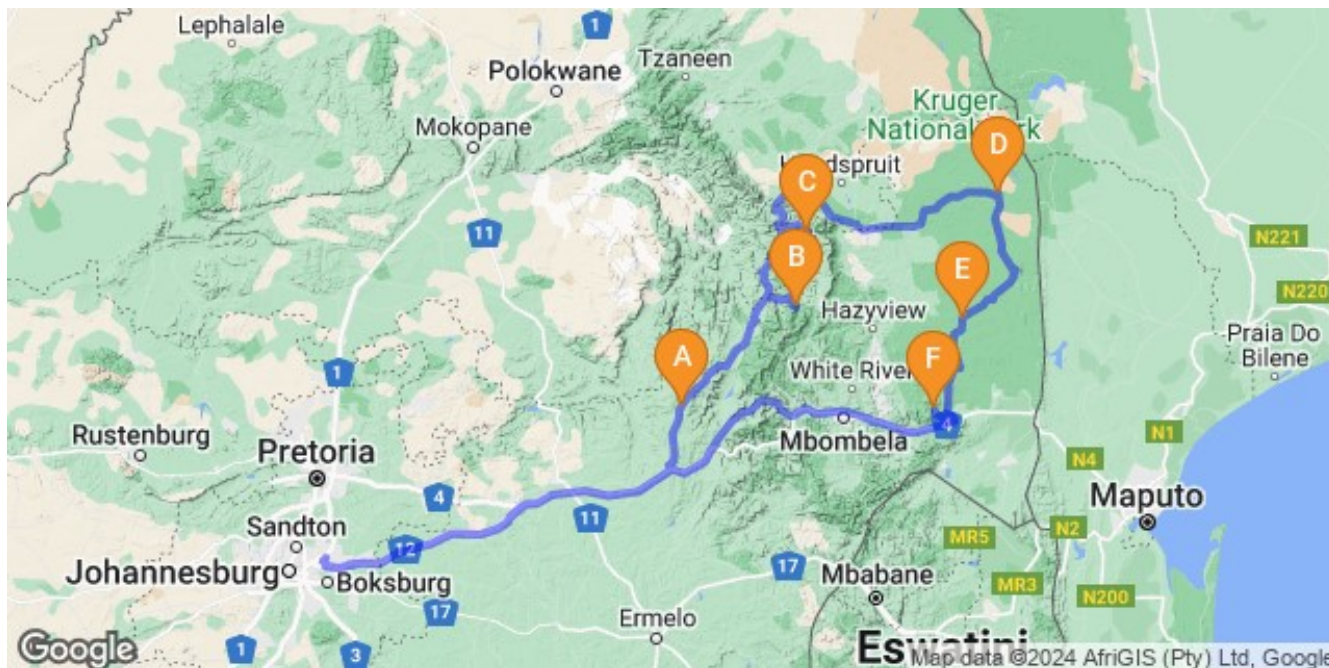 Lephalale
1
Tzaneen
Polokwane
Kruger
National Park
D
Mokopane
C
11
N221
B
E
N220
Hazyview
Praia Do
Bilene
A
F
White River
1
4
N1
Rustenburg
Mbombela
Pretoria
N4
4
Maputo
11
Sandton
N2
12
MR5
Johannesburg
Boksburg
17
Mbabane
MR3
N200
17
Ermelo
1
3
Eswatini
Google
Map data ©2024 AfriGIS (Pty) Ltd, Google